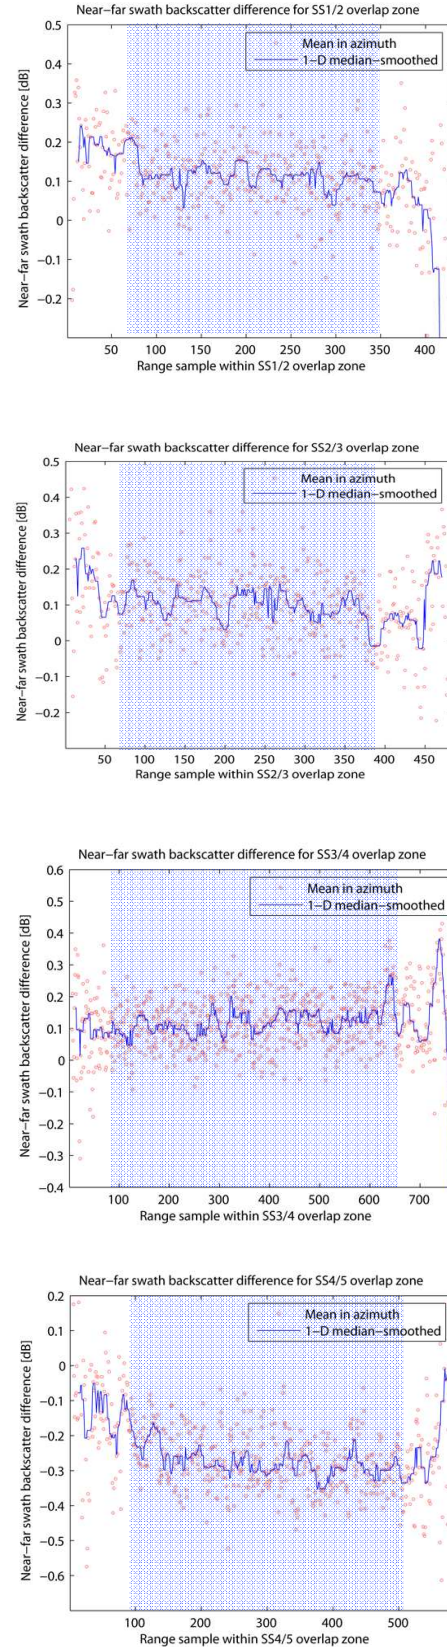 Near−far swath backscatter difference for SS1/2 overlap zone
0.5
0.4
0.3
0.2
0.1
0
−0.1
−0.2
Near−far swath backscatter difference [dB]
Mean in azimuth
1−D median−smoothed
50 100 150 200 250 300 350 400
Range sample within SS1/2 overlap zone
Near−far swath backscatter difference for SS2/3 overlap zone
0.5
0.4
0.3
0.2
0.1
0
−0.1
−0.2
Near−far swath backscatter difference [dB]
Mean in azimuth
1−D median−smoothed
50 100 150 200 250 300 350 400 450
Range sample within SS2/3 overlap zone
Near−far swath backscatter difference for SS3/4 overlap zone
0.6
0.5
0.4
0.3
0.2
0.1
0
−0.1
−0.2
−0.3
−0.4
Near−far swath backscatter difference [dB]
Mean in azimuth
1−D median−smoothed
100 200 300 400 500 600 700
Range sample within SS3/4 overlap zone
Near−far swath backscatter difference for SS4/5 overlap zone
0.2
0.1
0
−0.1
−0.2
−0.3
−0.4
−0.5
−0.6
Near−far swath backscatter difference [dB]
Mean in azimuth
1−D median−smoothed
100 200 300 400 500
Range sample within SS4/5 overlap zone